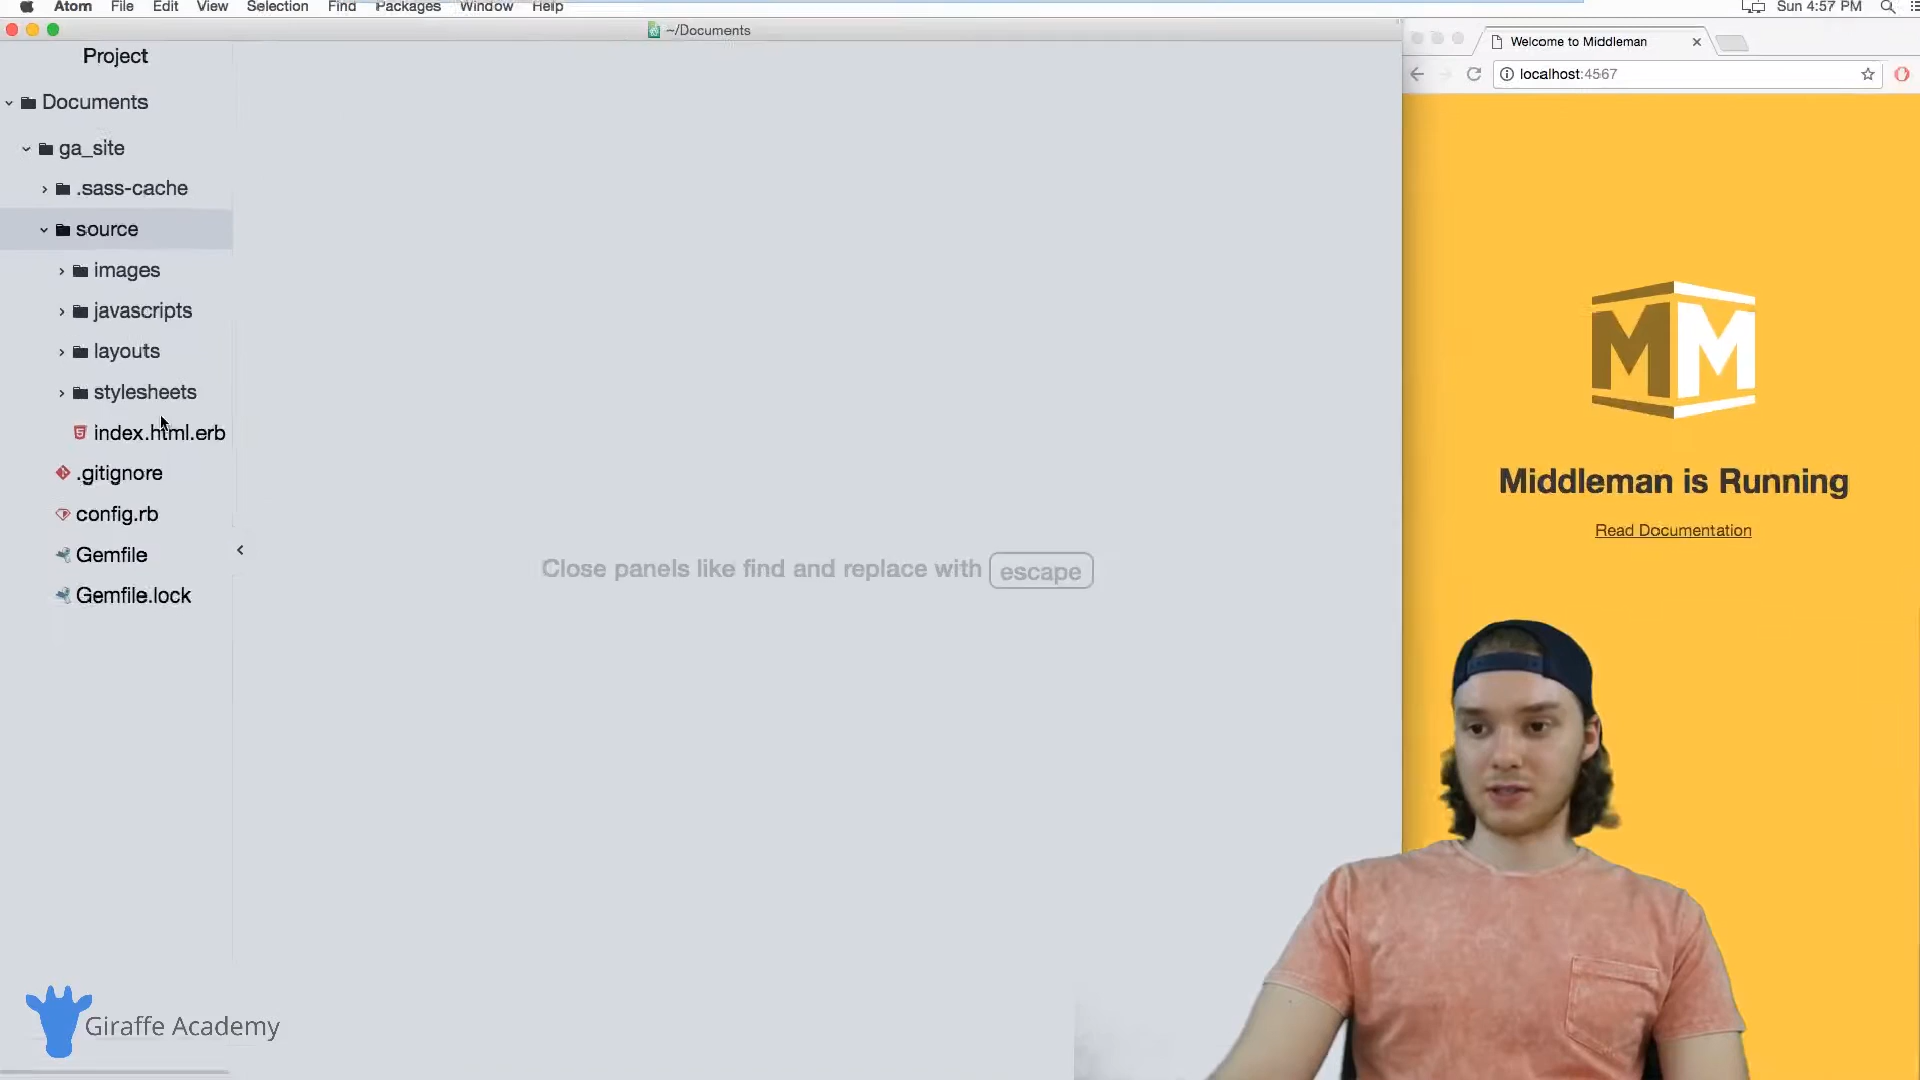 Atom File Edit View Selection Find Packages Window Help
Sun 4:57 PM
~/Documents
Project
Documents
ga_site
.sass-cache
source
images
javascripts
layouts
stylesheets
index.html.erb
.gitignore
config.rb
Gemfile
Gemfile.lock
Close panels like find and replace with escape
Welcome to Middleman
localhost:4567
MM
Middleman is Running
Read Documentation
Giraffe Academy